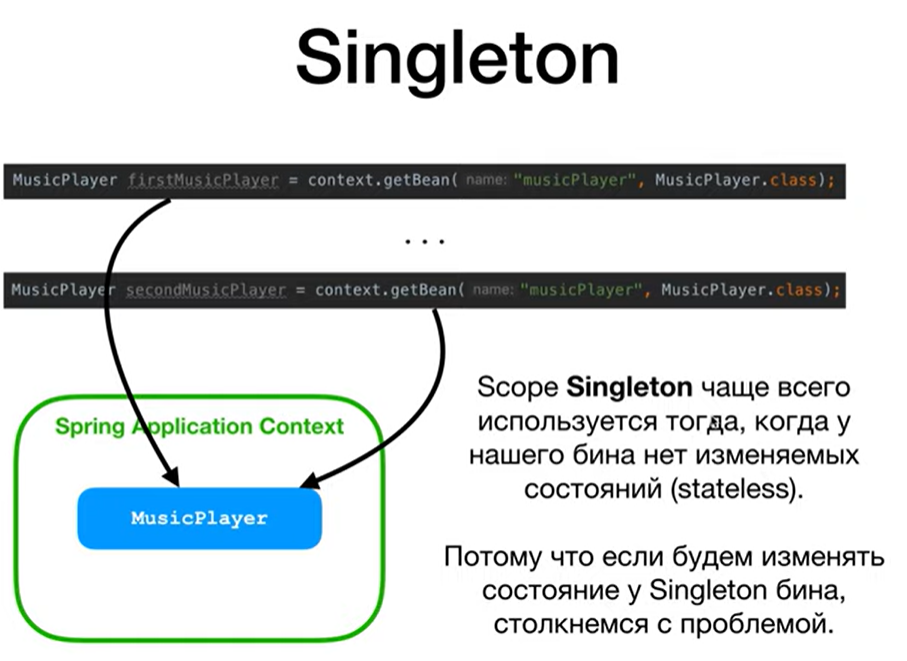 Singleton
MusicPlayer firstMusicPlayer = context.getBean( name: "musicPlayer", MusicPlayer.class);
...
MusicPlayer secondMusicPlayer = context.getBean( name: "musicPlayer", MusicPlayer.class);
Spring Application Context
MusicPlayer
Scope Singleton чаще всего
используется тогда, когда у
нашего бина нет изменяемых
состояний (stateless).
Потому что если будем изменять
состояние у Singleton бина,
столкнемся с проблемой.